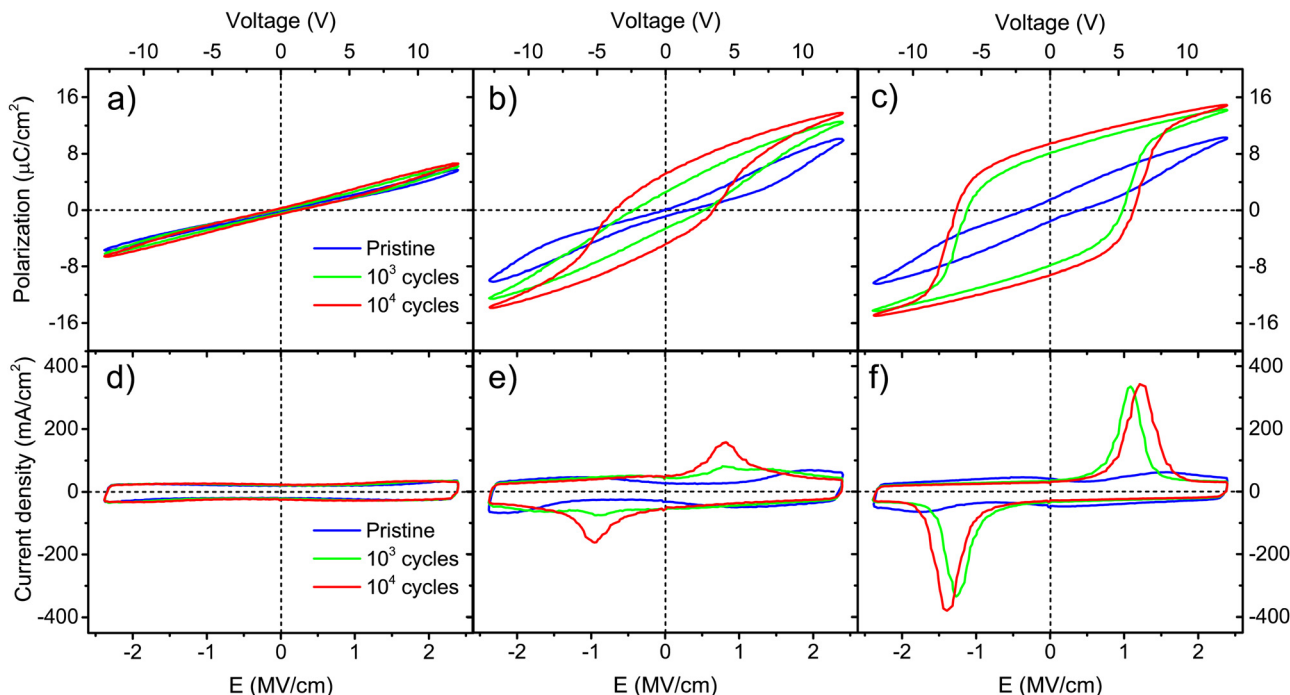 Voltage (V) Voltage (V) Voltage (V)
-10 -5 0 5 10 -10 -5 0 5 10 -10 -5 0 5 10
a) b) c)
Polarization (μC/cm²)
16 8 0 -8 -16
16 8 0 -8 -16
Pristine
10³ cycles
10⁴ cycles
d) e) f)
Current density (mA/cm²)
400 200 0 -200 -400
400 200 0 -200 -400
Pristine
10³ cycles
10⁴ cycles
-2 -1 0 1 2 -2 -1 0 1 2 -2 -1 0 1 2
E (MV/cm) E (MV/cm) E (MV/cm)